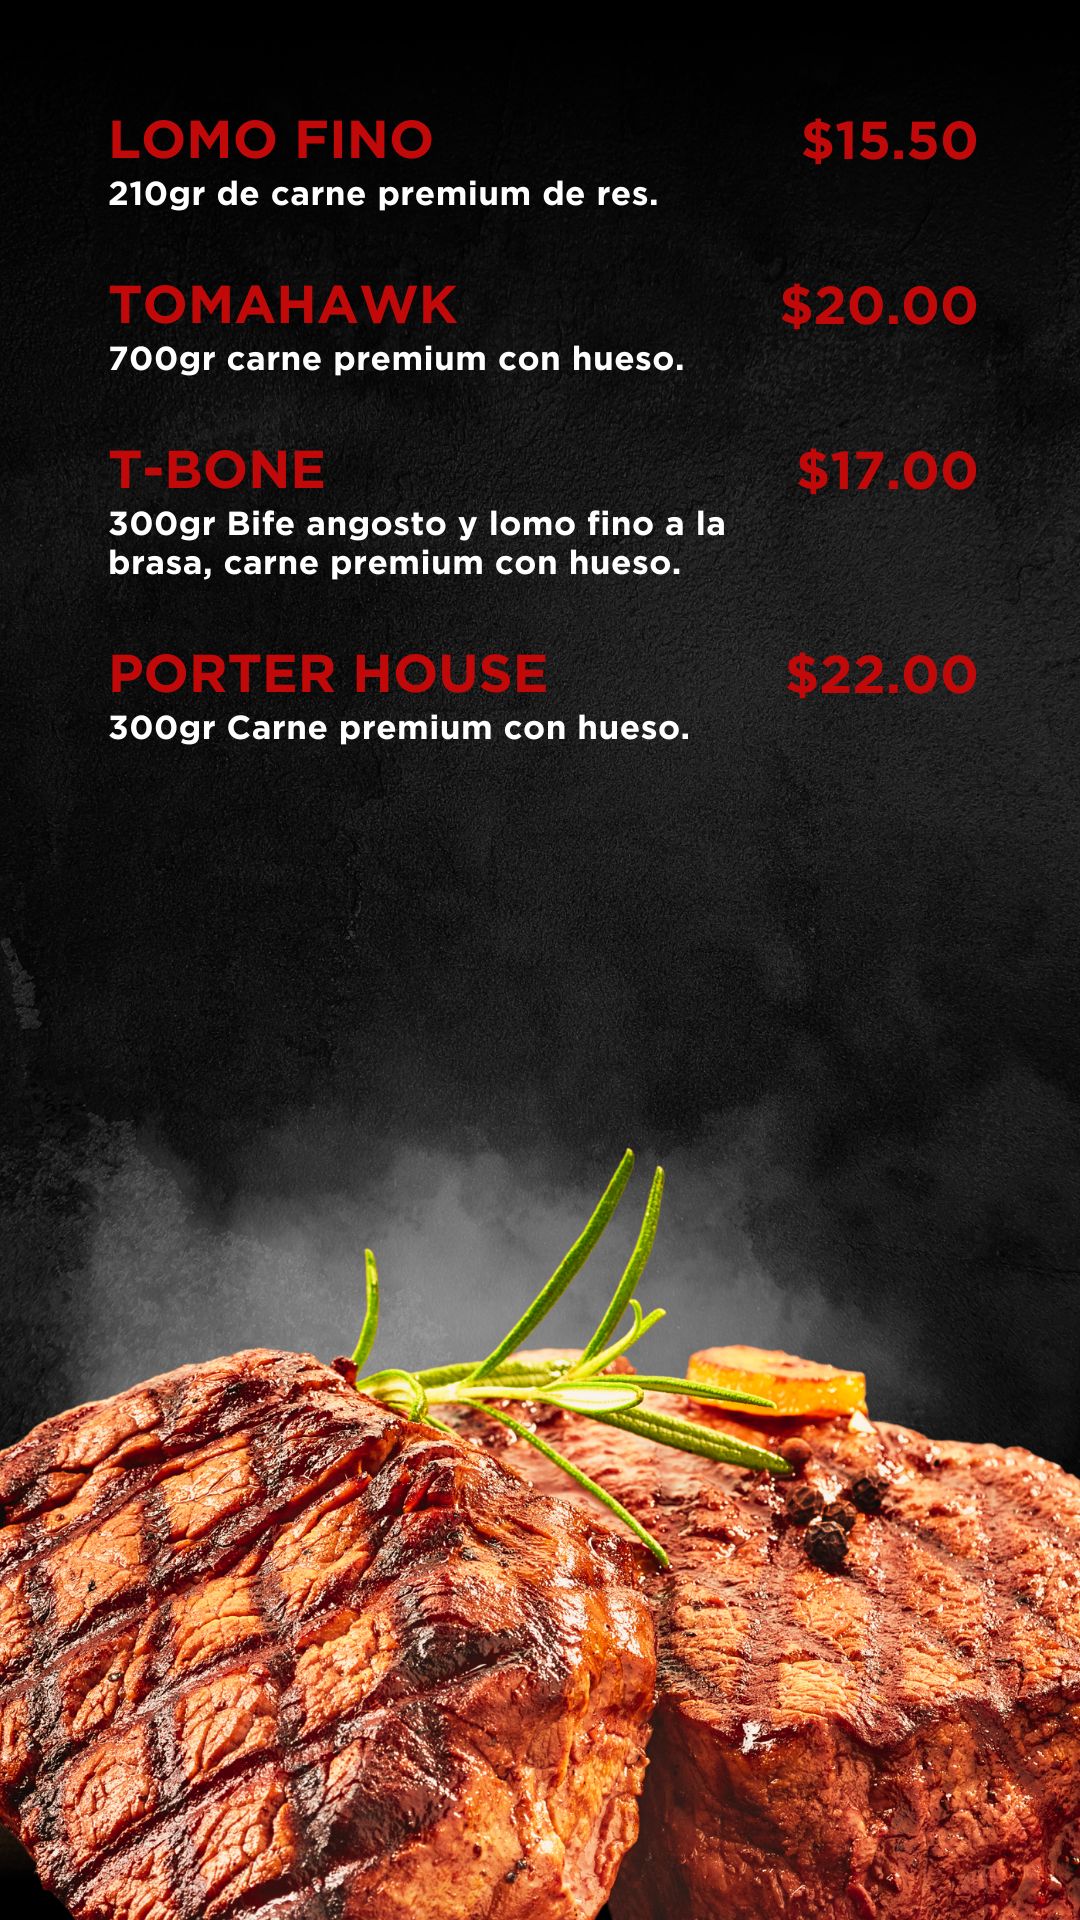 LOMO FINO $15.50
210gr de carne premium de res.
TOMAHAWK $20.00
700gr carne premium con hueso.
T-BONE $17.00
300gr Bife angosto y lomo fino a la
brasa, carne premium con hueso.
PORTER HOUSE $22.00
300gr Carne premium con hueso.